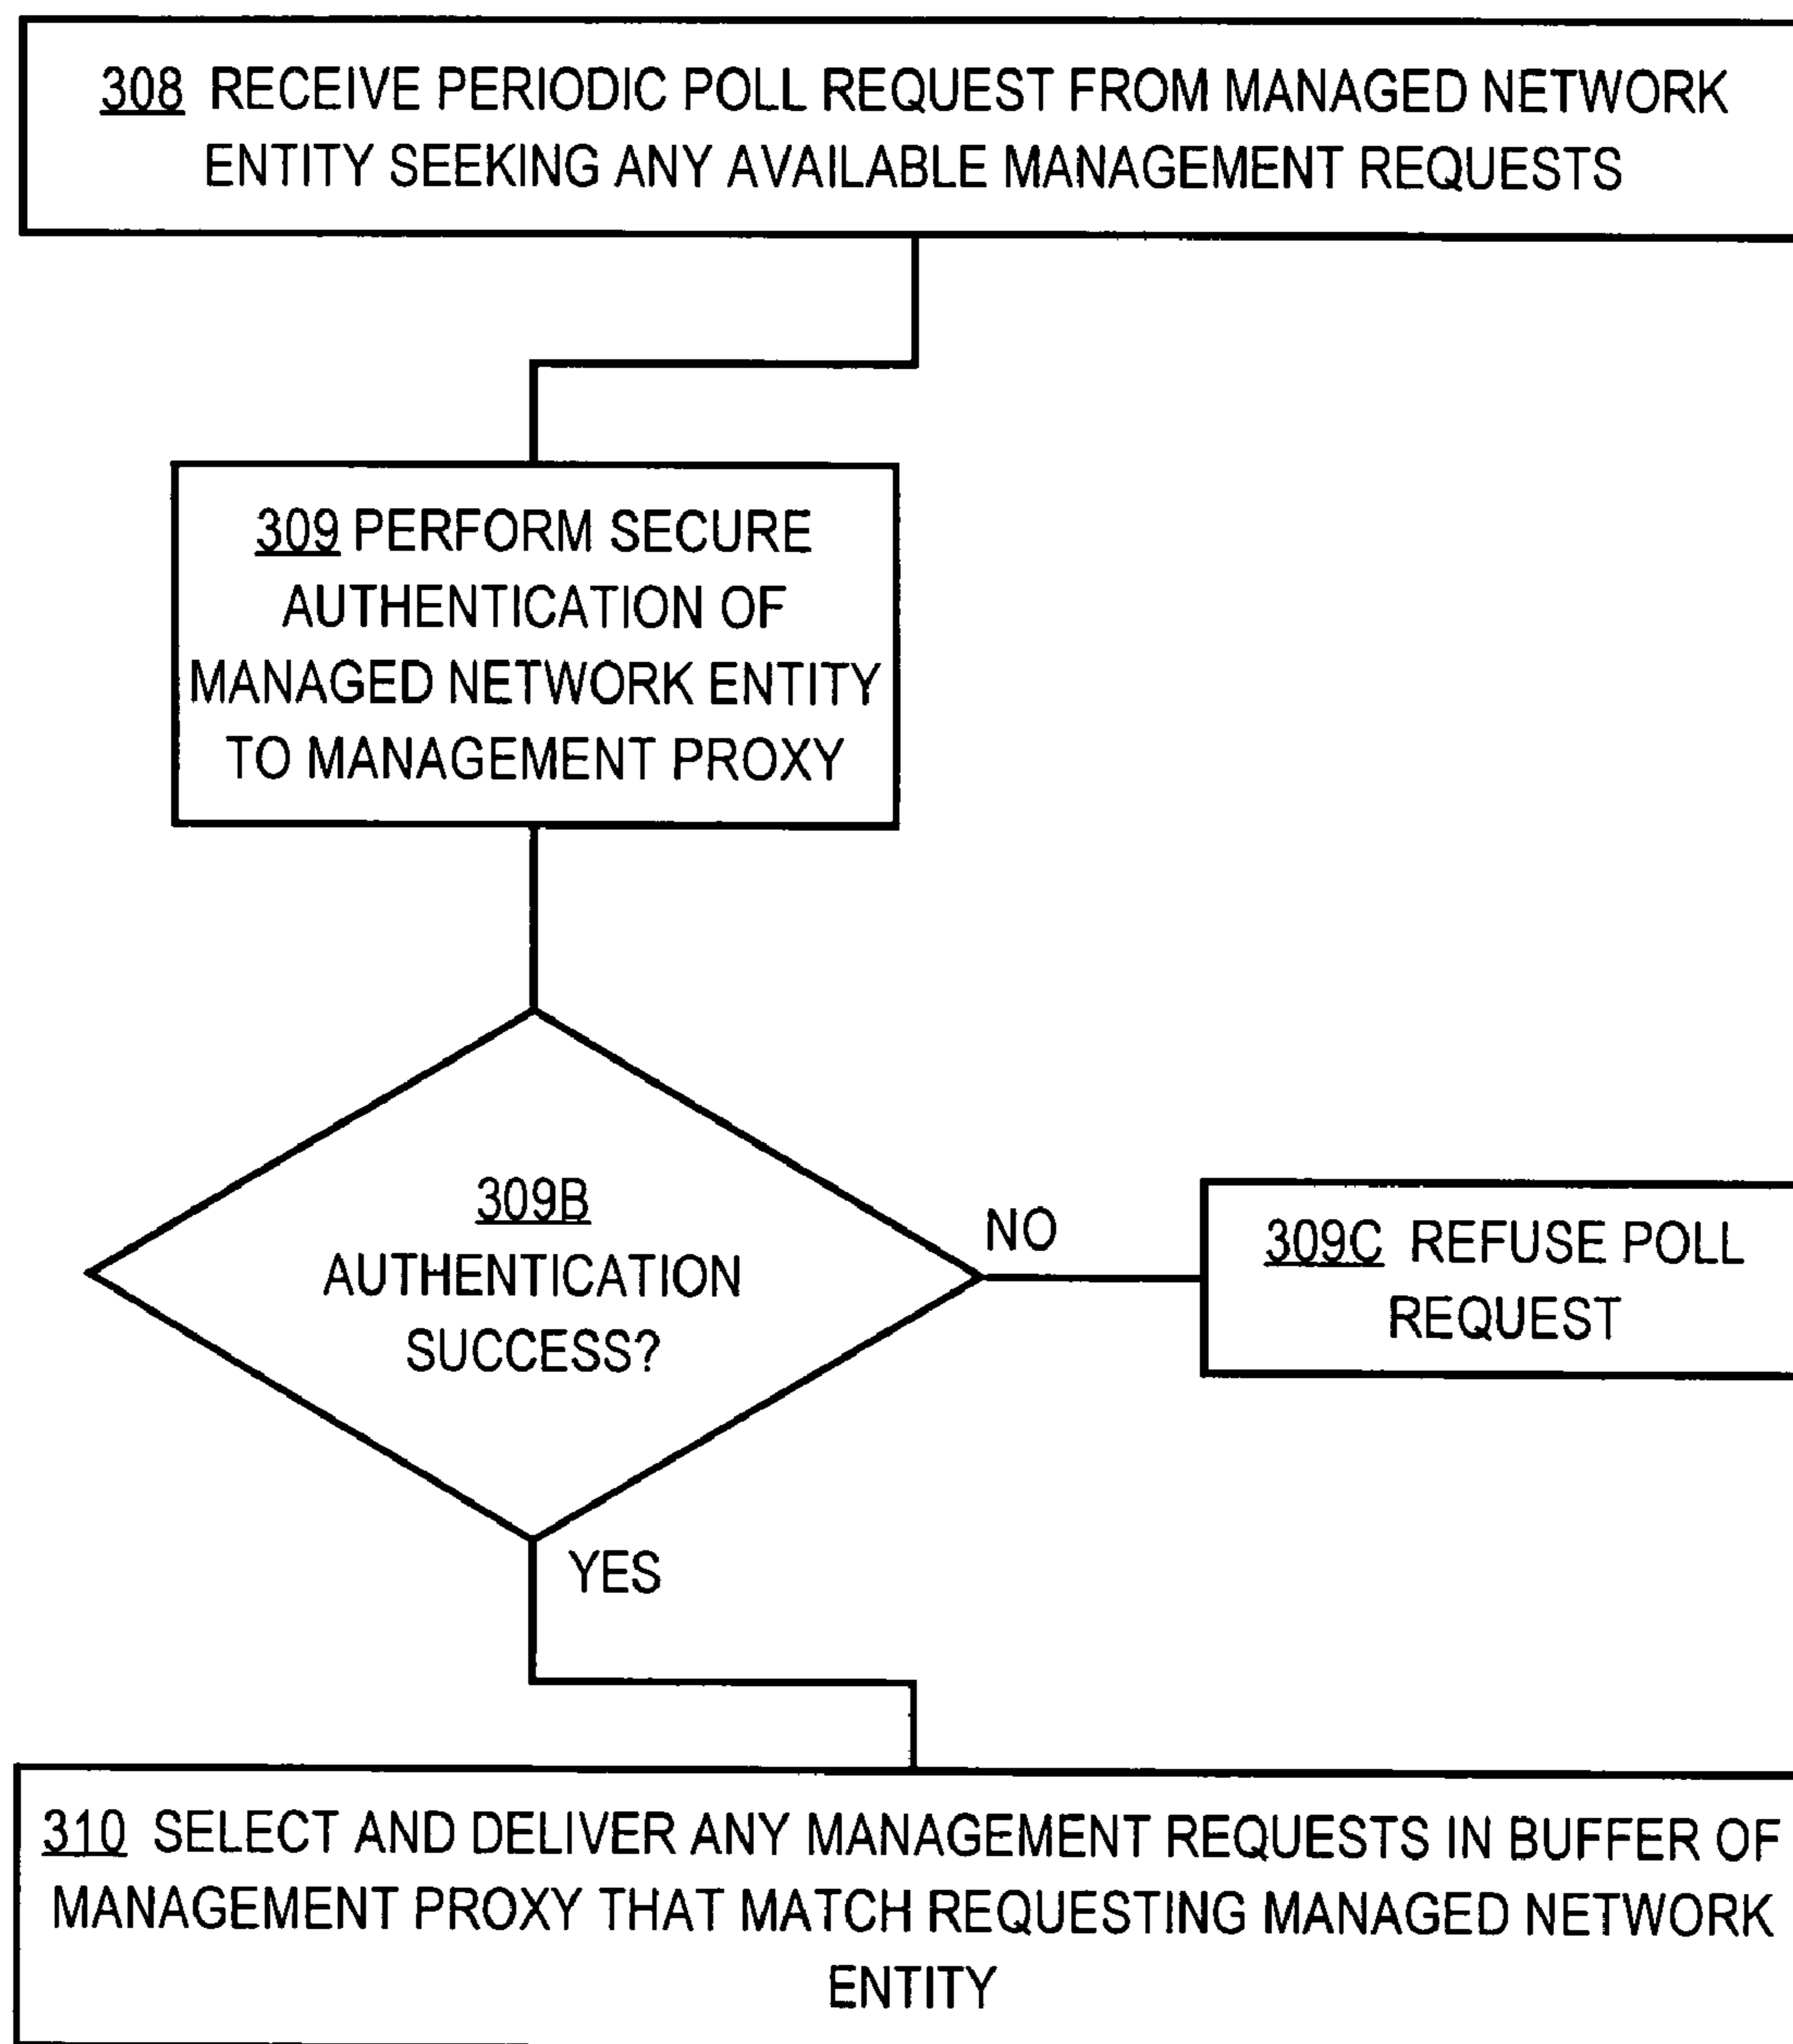 308 RECEIVE PERIODIC POLL REQUEST FROM MANAGED NETWORK
ENTITY SEEKING ANY AVAILABLE MANAGEMENT REQUESTS
309 PERFORM SECURE
AUTHENTICATION OF
MANAGED NETWORK ENTITY
TO MANAGEMENT PROXY
309B
AUTHENTICATION
SUCCESS?
NO
309C REFUSE POLL
REQUEST
YES
310 SELECT AND DELIVER ANY MANAGEMENT REQUESTS IN BUFFER OF
MANAGEMENT PROXY THAT MATCH REQUESTING MANAGED NETWORK
ENTITY